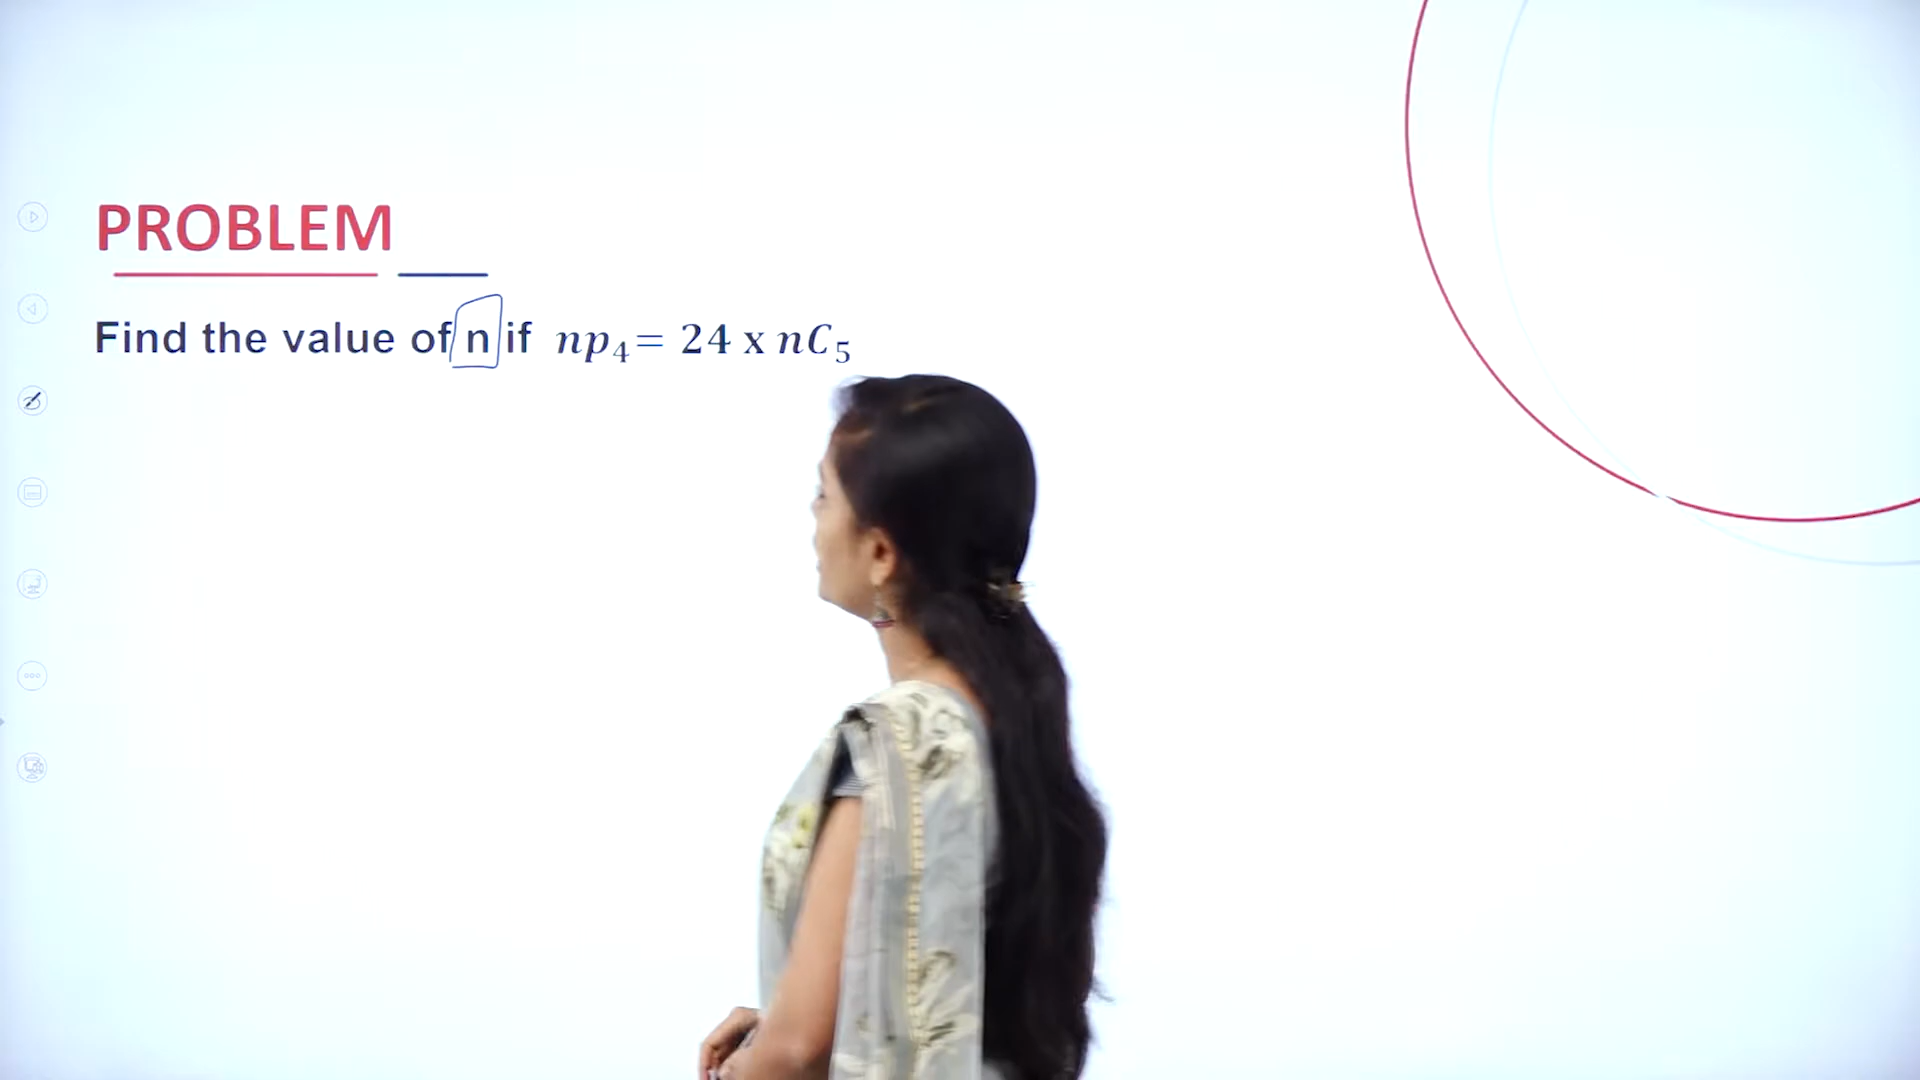 PROBLEM
Find the value of n if np₄= 24 x nC₅